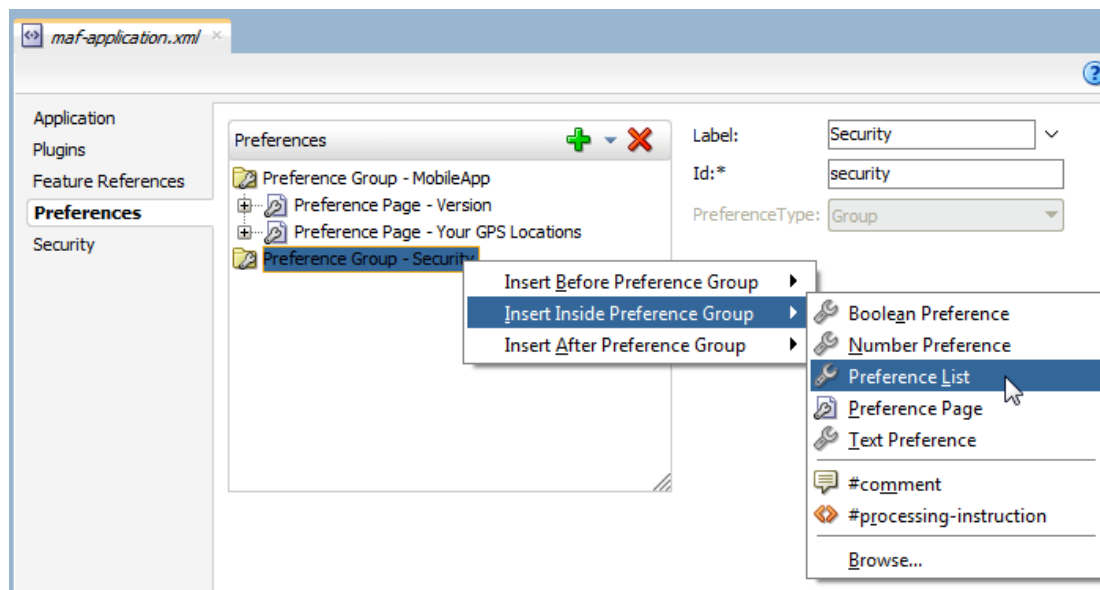 maf-application.xml
Application
Plugins
Feature References
Preferences
Security
Preferences
Preference Group - MobileApp
Preference Page - Version
Preference Page - Your GPS Locations
Preference Group - Security
Label: Security
Id:* security
PreferenceType: Group
Insert Before Preference Group
Insert Inside Preference Group
Insert After Preference Group
Boolean Preference
Number Preference
Preference List
Preference Page
Text Preference
#comment
#processing-instruction
Browse...